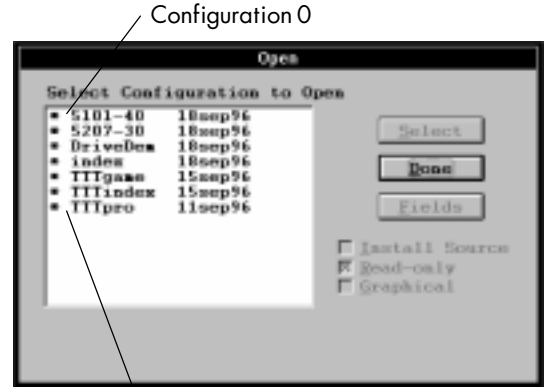 Configuration 0
Open
Select Configuration to Open
5101-40 18sep96
5207-30 18sep96
DriveDem 18sep96
index 18sep96
TTTgame 15sep96
TTTindex 15sep96
TTTpro 11sep96
Select
Done
Fields
Install Source
Read-only
Graphical